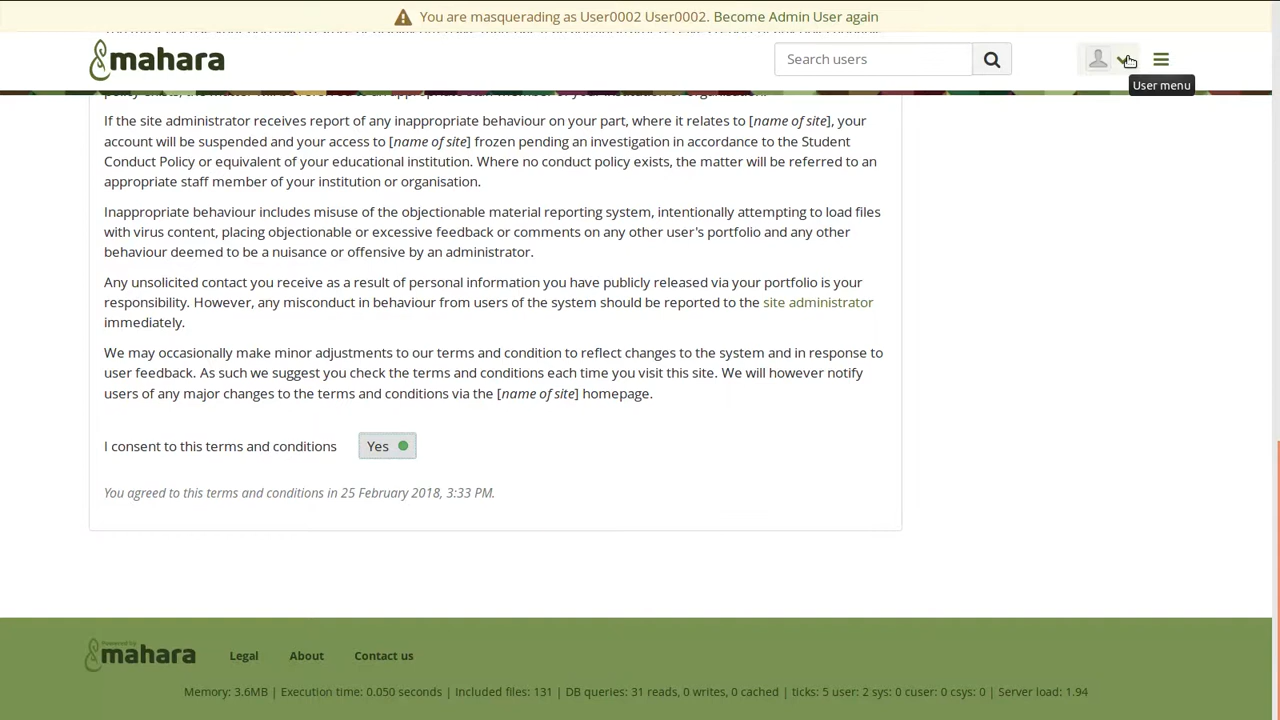 You are masquerading as User0002 User0002. Become Admin User again
mahara
Search users
User menu
If the site administrator receives report of any inappropriate behaviour on your part, where it relates to [name of site], your
account will be suspended and your access to [name of site] frozen pending an investigation in accordance to the Student
Conduct Policy or equivalent of your educational institution. Where no conduct policy exists, the matter will be referred to an
appropriate staff member of your institution or organisation.
Inappropriate behaviour includes misuse of the objectionable material reporting system, intentionally attempting to load files
with virus content, placing objectionable or excessive feedback or comments on any other user's portfolio and any other
behaviour deemed to be a nuisance or offensive by an administrator.
Any unsolicited contact you receive as a result of personal information you have publicly released via your portfolio is your
responsibility. However, any misconduct in behaviour from users of the system should be reported to the site administrator
immediately.
We may occasionally make minor adjustments to our terms and condition to reflect changes to the system and in response to
user feedback. As such we suggest you check the terms and conditions each time you visit this site. We will however notify
users of any major changes to the terms and conditions via the [name of site] homepage.
I consent to this terms and conditions Yes
You agreed to this terms and conditions in 25 February 2018, 3:33 PM.
Powered by
mahara Legal About Contact us
Memory: 3.6MB | Execution time: 0.050 seconds | Included files: 131 | DB queries: 31 reads, 0 writes, 0 cached | ticks: 5 user: 2 sys: 0 cuser: 0 csys: 0 | Server load: 1.94